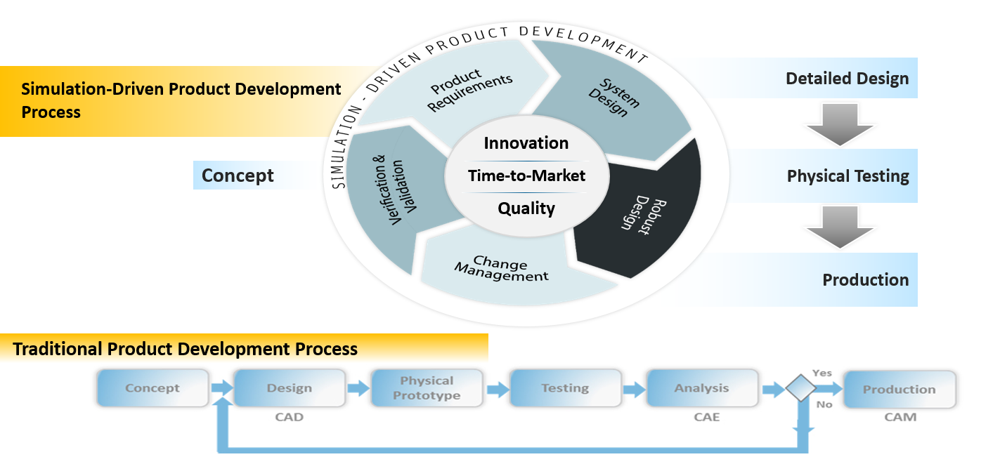 SIMULATION - DRIVEN PRODUCT DEVELOPMENT
Simulation-Driven Product Development
Process
Concept
Product
Requirements
System
Design
Robust
Design
Change
Management
Verification &
Validation
Innovation
Time-to-Market
Quality
Detailed Design
Physical Testing
Production
Traditional Product Development Process
Concept
Design
CAD
Physical
Prototype
Testing
Analysis
CAE
Yes
No
Production
CAM